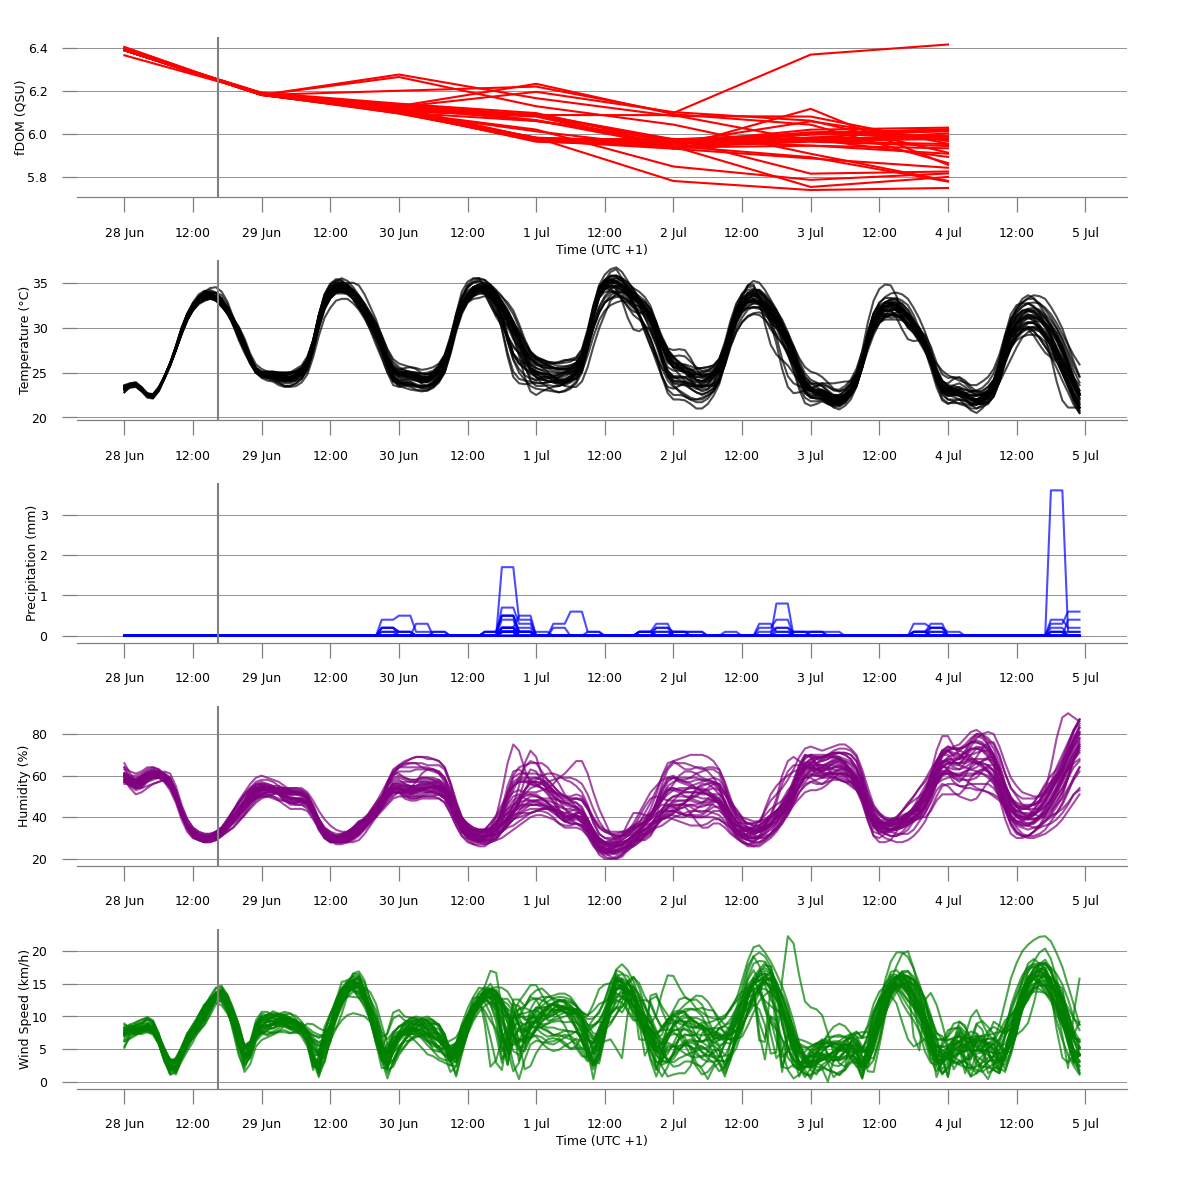 fDOM (QSU)
6.4
6.2
6.0
5.8
28 Jun 12:00 29 Jun 12:00 30 Jun 12:00 1 Jul 12:00 2 Jul 12:00 3 Jul 12:00 4 Jul 12:00 5 Jul
Time (UTC +1)
Temperature (°C)
35
30
25
20
28 Jun 12:00 29 Jun 12:00 30 Jun 12:00 1 Jul 12:00 2 Jul 12:00 3 Jul 12:00 4 Jul 12:00 5 Jul
Precipitation (mm)
3
2
1
0
28 Jun 12:00 29 Jun 12:00 30 Jun 12:00 1 Jul 12:00 2 Jul 12:00 3 Jul 12:00 4 Jul 12:00 5 Jul
Humidity (%)
80
60
40
20
28 Jun 12:00 29 Jun 12:00 30 Jun 12:00 1 Jul 12:00 2 Jul 12:00 3 Jul 12:00 4 Jul 12:00 5 Jul
Wind Speed (km/h)
20
15
10
5
0
28 Jun 12:00 29 Jun 12:00 30 Jun 12:00 1 Jul 12:00 2 Jul 12:00 3 Jul 12:00 4 Jul 12:00 5 Jul
Time (UTC +1)